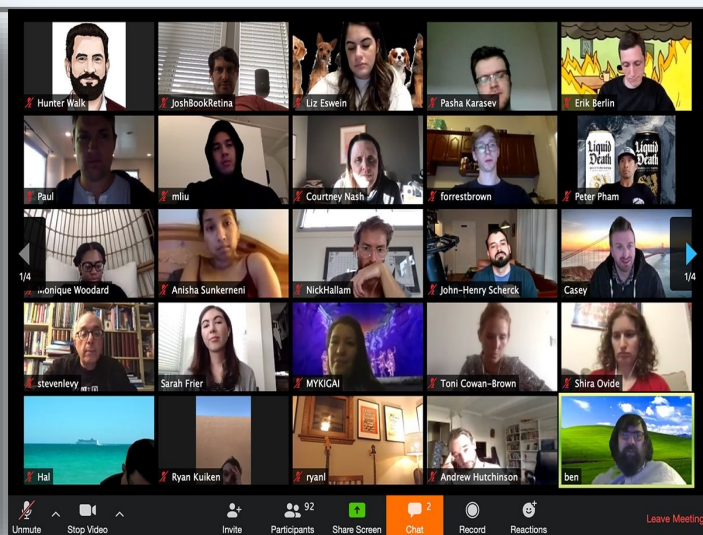 Hunter Walk
JoshBookRetina
Liz Eswein
Pasha Karasev
Erik Berlin
Paul
mliu
Courtney Nash
forrestbrown
Liquid Death
Liquid Death
Peter Pham
1/4
Monique Woodard
Anisha Sunkerneni
NickHallam
John-Henry Scherck
Casey
1/4
stevenlevy
Sarah Frier
MYKIGAI
Toni Cowan-Brown
Shira Ovide
Hal
Ryan Kuiken
ryanl
Andrew Hutchinson
ben
Unmute
Stop Video
Invite
92
Participants
Share Screen
2
Chat
Record
Reactions
Leave Meeting